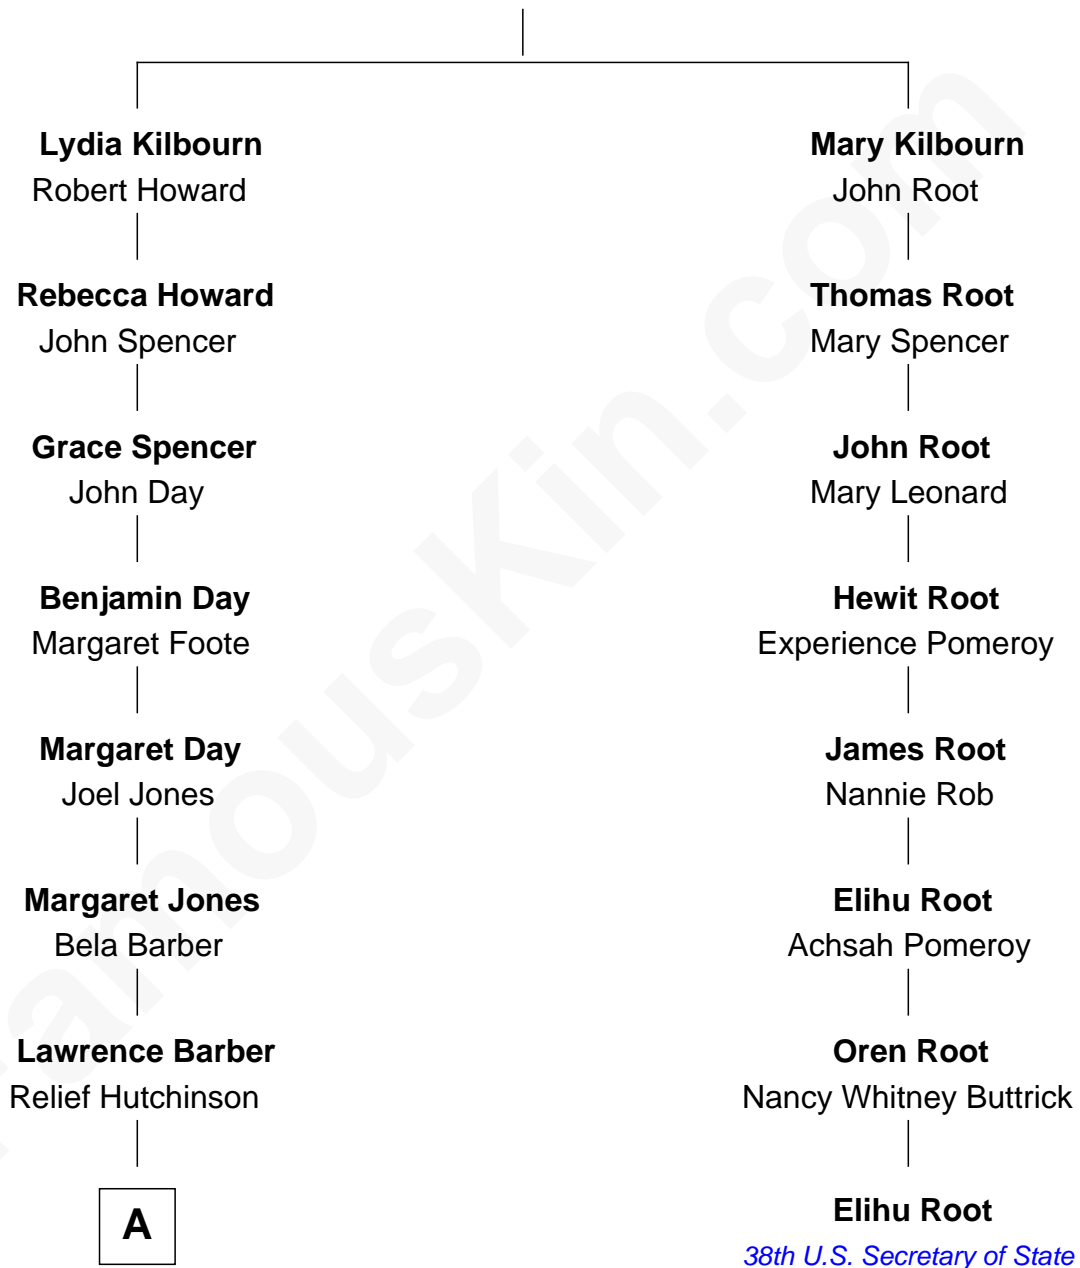 Lydia Kilbourn
Robert Howard
Mary Kilbourn
John Root
Rebecca Howard
John Spencer
Thomas Root
Mary Spencer
Grace Spencer
John Day
John Root
Mary Leonard
Benjamin Day
Margaret Foote
Hewit Root
Experience Pomeroy
Margaret Day
Joel Jones
James Root
Nannie Rob
Margaret Jones
Bela Barber
Elihu Root
Achsah Pomeroy
Lawrence Barber
Relief Hutchinson
Oren Root
Nancy Whitney Buttrick
A
Elihu Root
38th U.S. Secretary of State
FamousKin.com